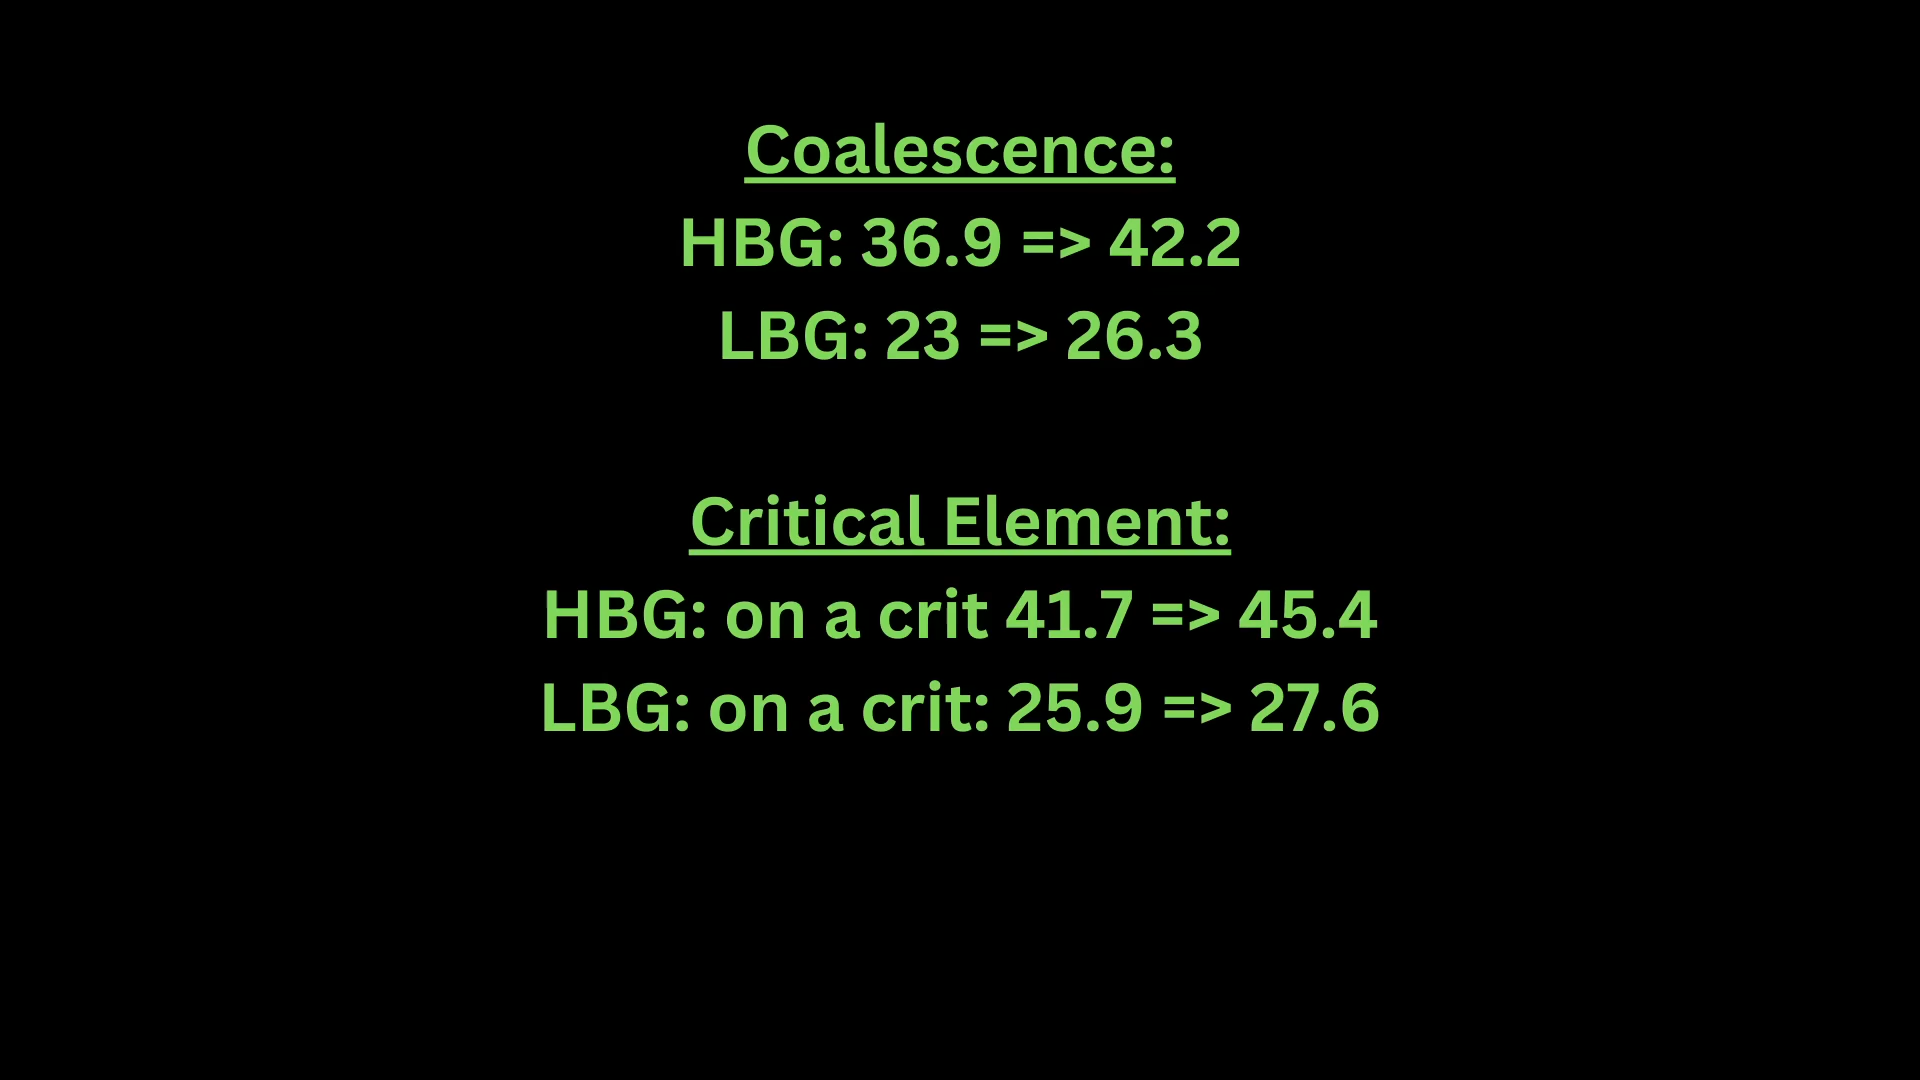 Coalescence:
HBG: 36.9 => 42.2
LBG: 23 => 26.3
Critical Element:
HBG: on a crit 41.7 => 45.4
LBG: on a crit: 25.9 => 27.6